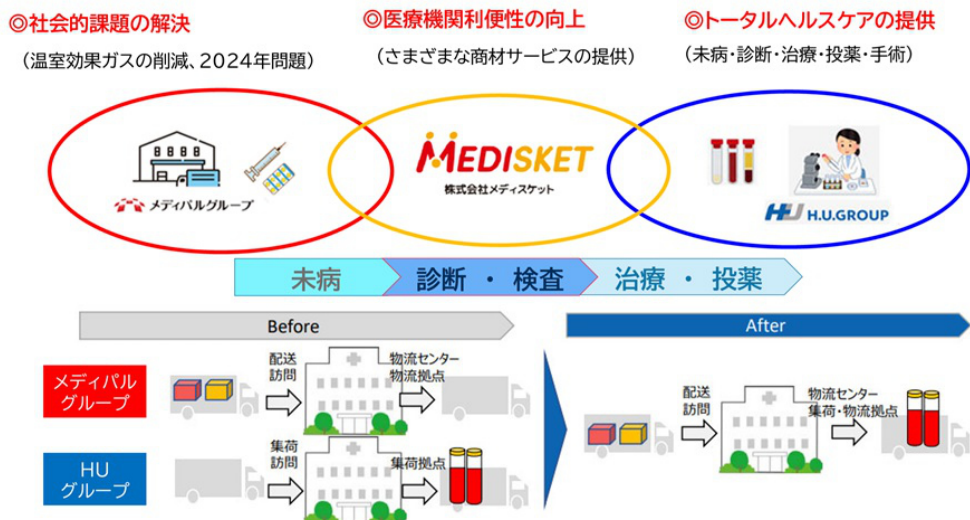 ◎社会的課題の解決
(温室効果ガスの削減、2024年問題)
◎医療機関利便性の向上
(さまざまな商材サービスの提供)
◎トータルヘルスケアの提供
(未病・診断・治療・投薬・手術)
メディパルグループ
MEDISKET
株式会社メディスケット
HU H.U.GROUP
未病
診断 ・ 検査
治療 ・ 投薬
Before
After
メディパル
グループ
配送
訪問
物流センター
物流拠点
HU
グループ
集荷
訪問
集荷拠点
配送
訪問
物流センター
集荷・物流拠点